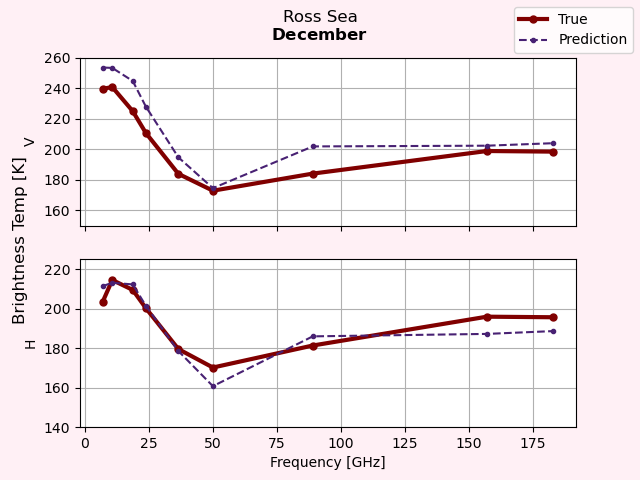 Ross Sea
December
True
Prediction
Brightness Temp [K]
V
260
240
220
200
180
160
H
220
200
180
160
140
0
25
50
75
100
125
150
175
Frequency [GHz]